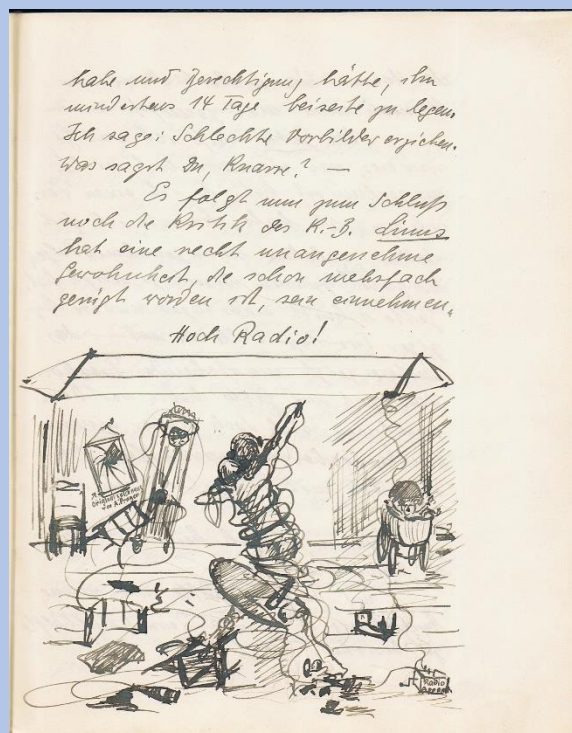 habe und Berechtigung hätte, ihn
mindestens 14 Tage beiseite zu legen.
Ich sage: Schlechte Vorbilder erziehen.
Was sagst Du, Knarre? —
Es folgt nun zum Schluß
noch die Kritik des K.-B. Linus
hat eine recht unangenehme
Gewohnheit, die schon mehrfach
gerügt worden ist, sein einnehmen.
Hoch Radio!
Original
von A.
Radio